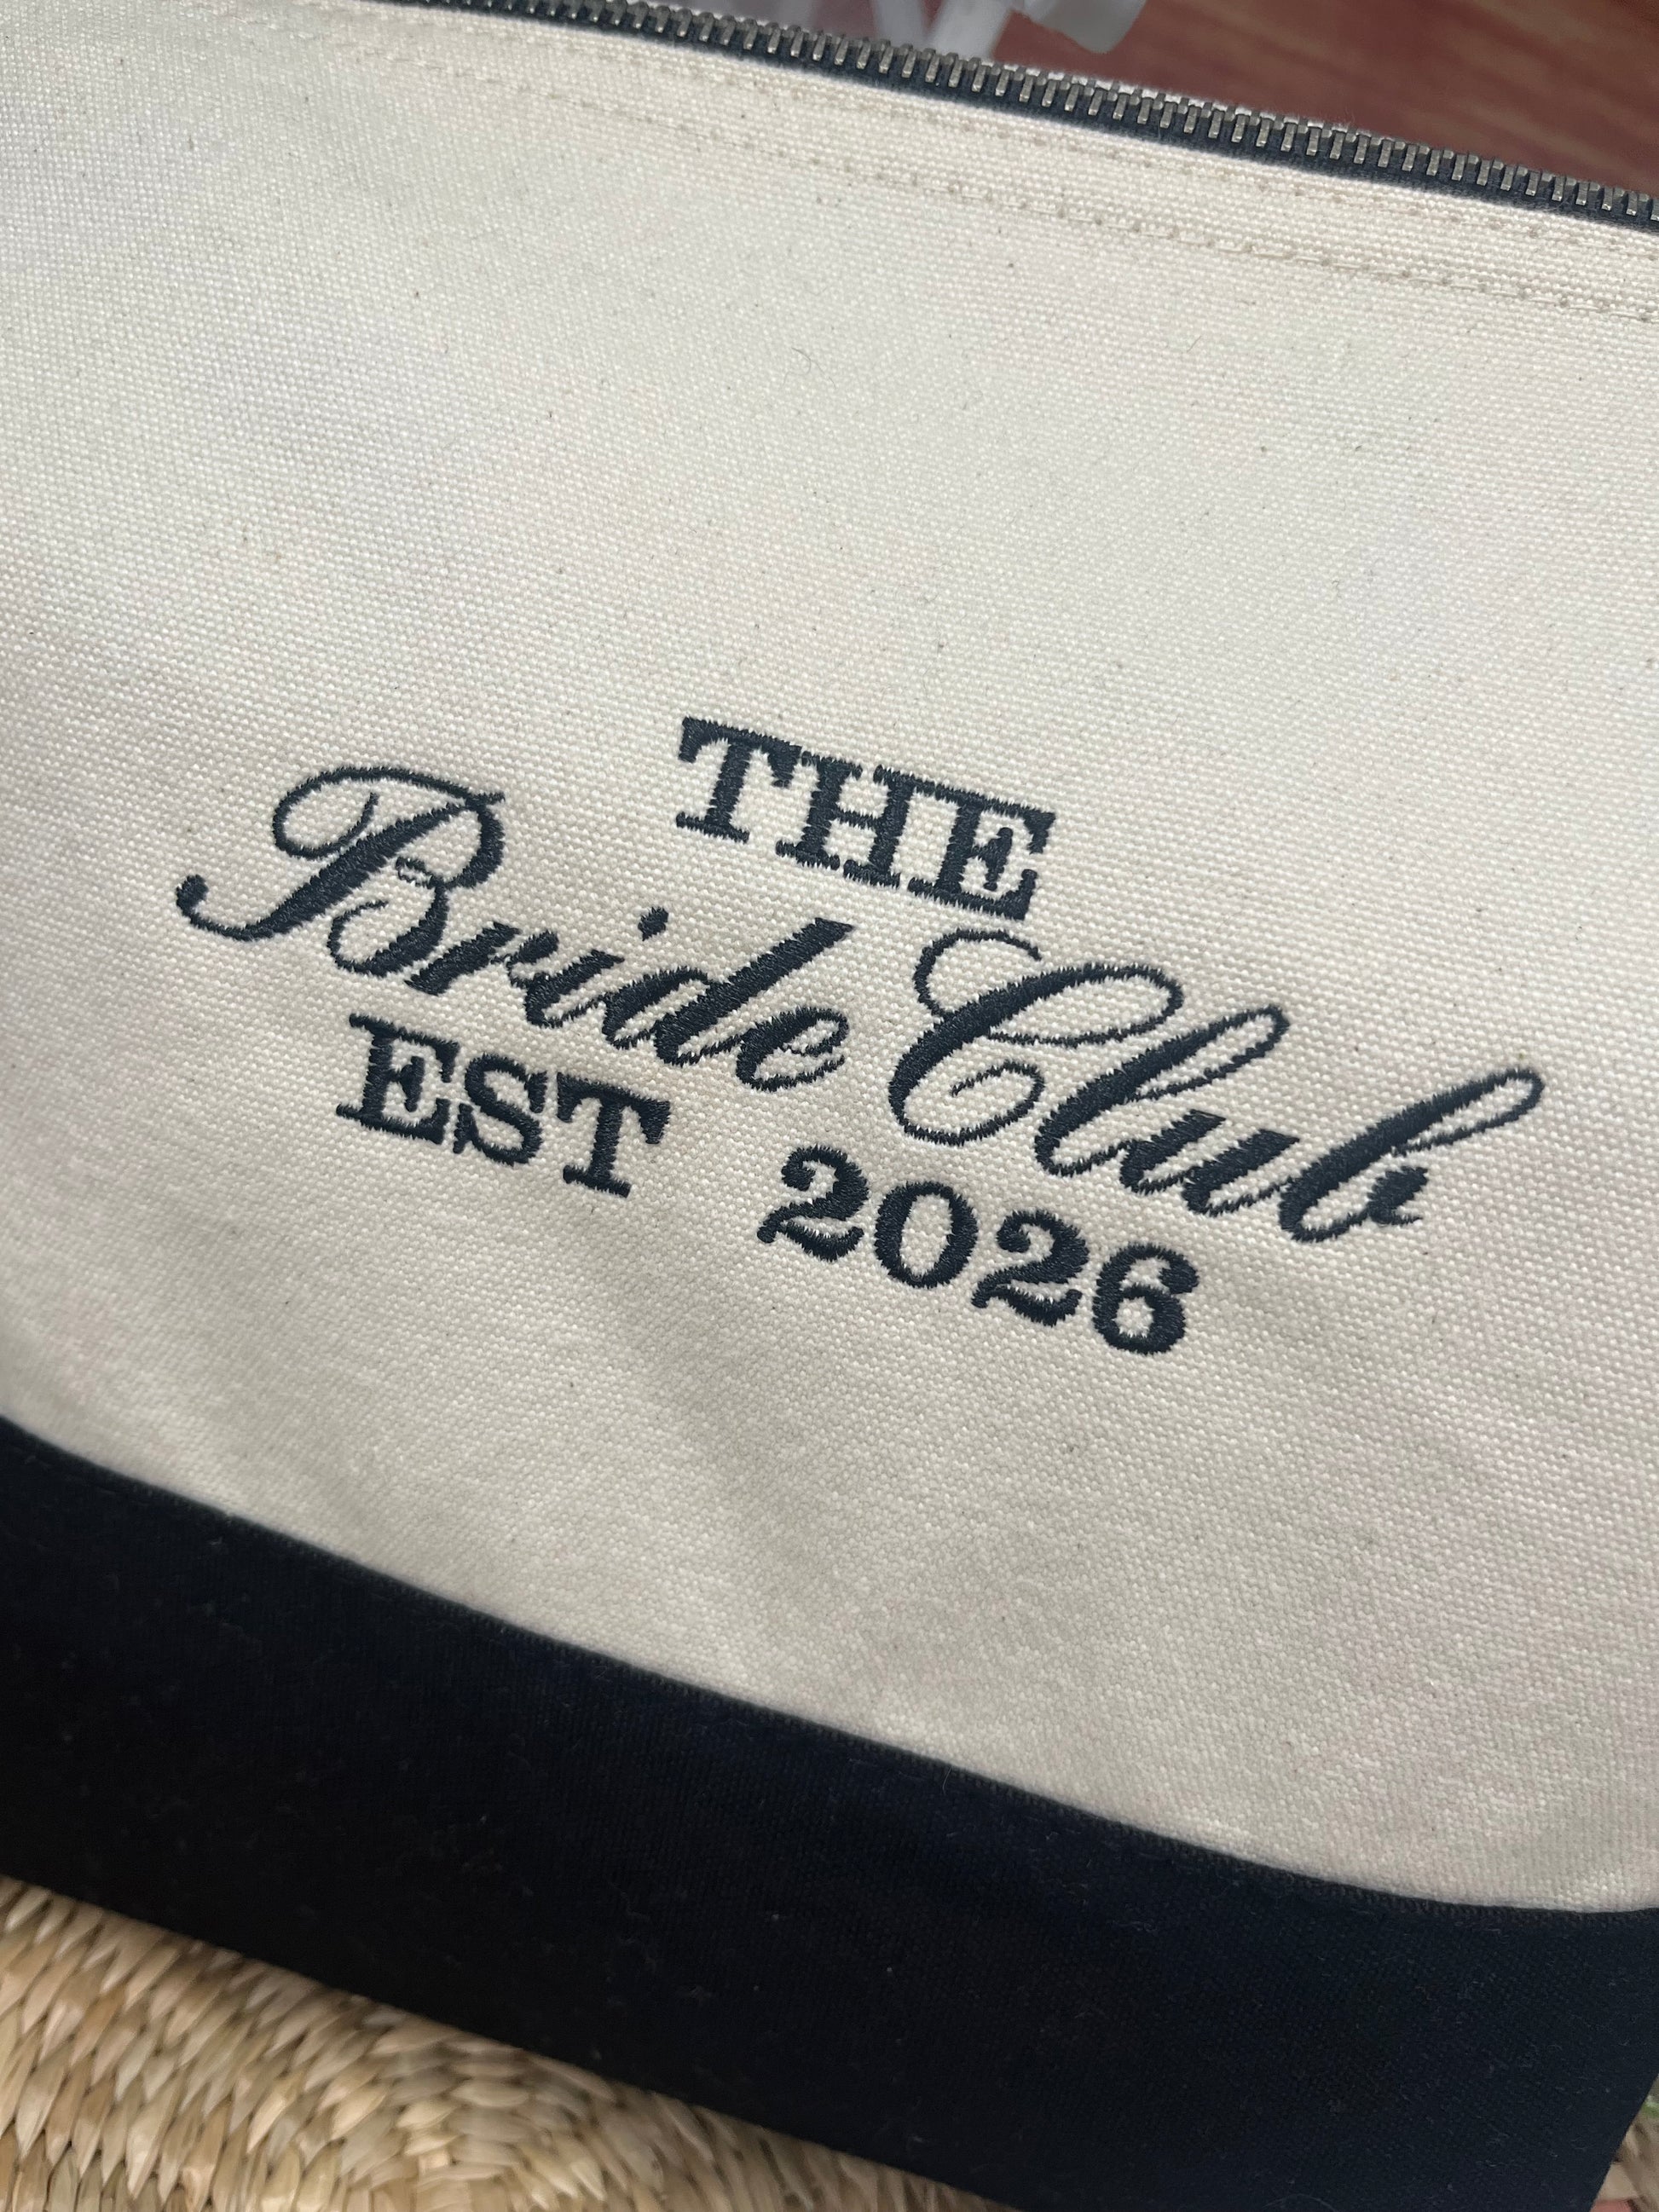 THE
Bride Club
EST 2026